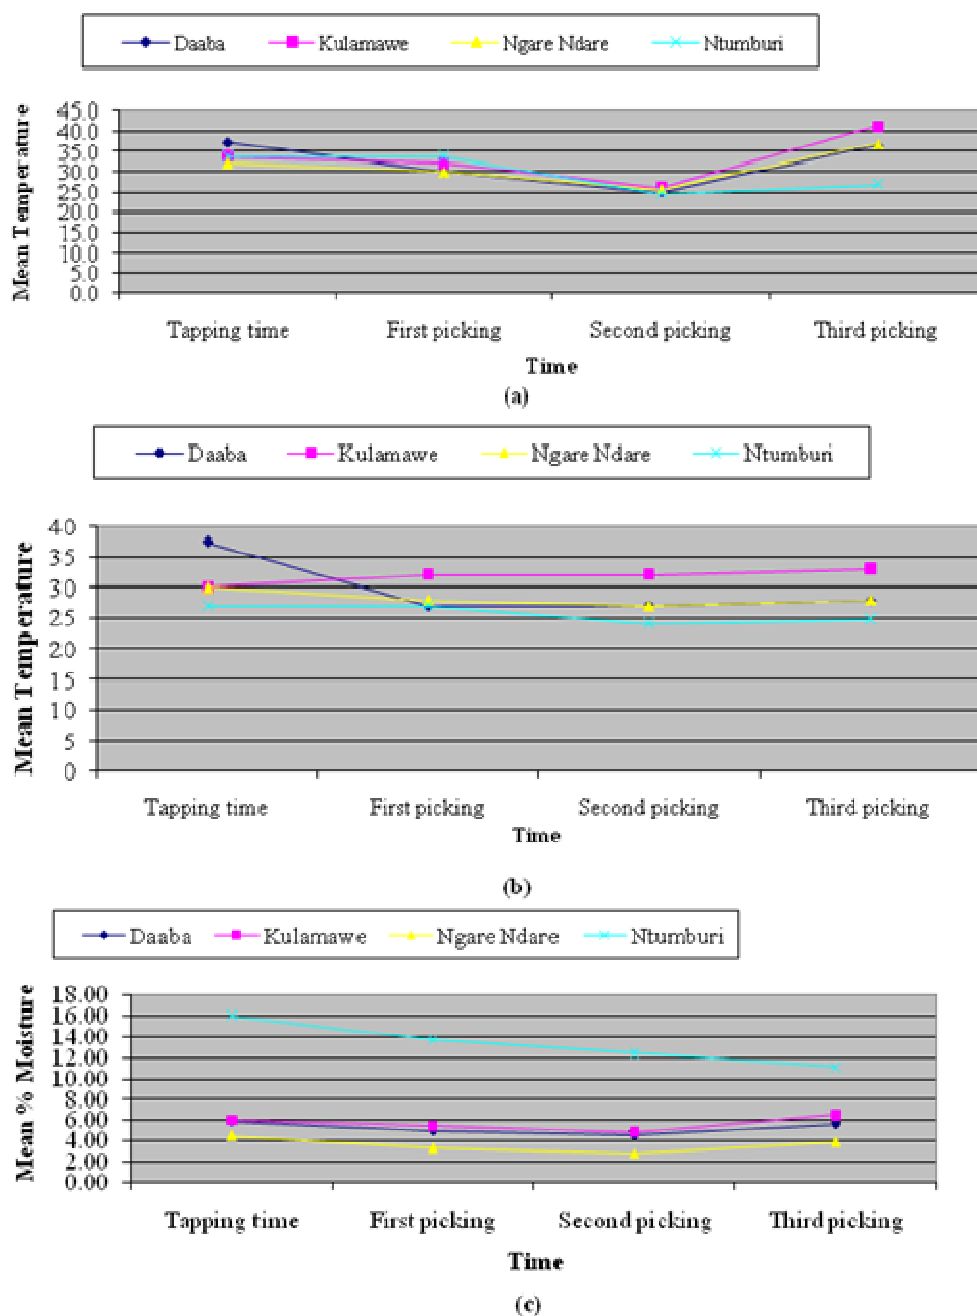 Daaba Kulamawe Ngare Ndare Ntumburi
Mean Temperature
45.0
40.0
35.0
30.0
25.0
20.0
15.0
10.0
5.0
0.0
Tapping time First picking Second picking Third picking
Time
(a)
Daaba Kulamawe Ngare Ndare Ntumburi
Mean Temperature
40
35
30
25
20
15
10
5
0
Tapping time First picking Second picking Third picking
Time
(b)
Daaba Kulamawe Ngare Ndare Ntumburi
Mean % Moisture
18.00
16.00
14.00
12.00
10.00
8.00
6.00
4.00
2.00
0.00
Tapping time First picking Second picking Third picking
Time
(c)